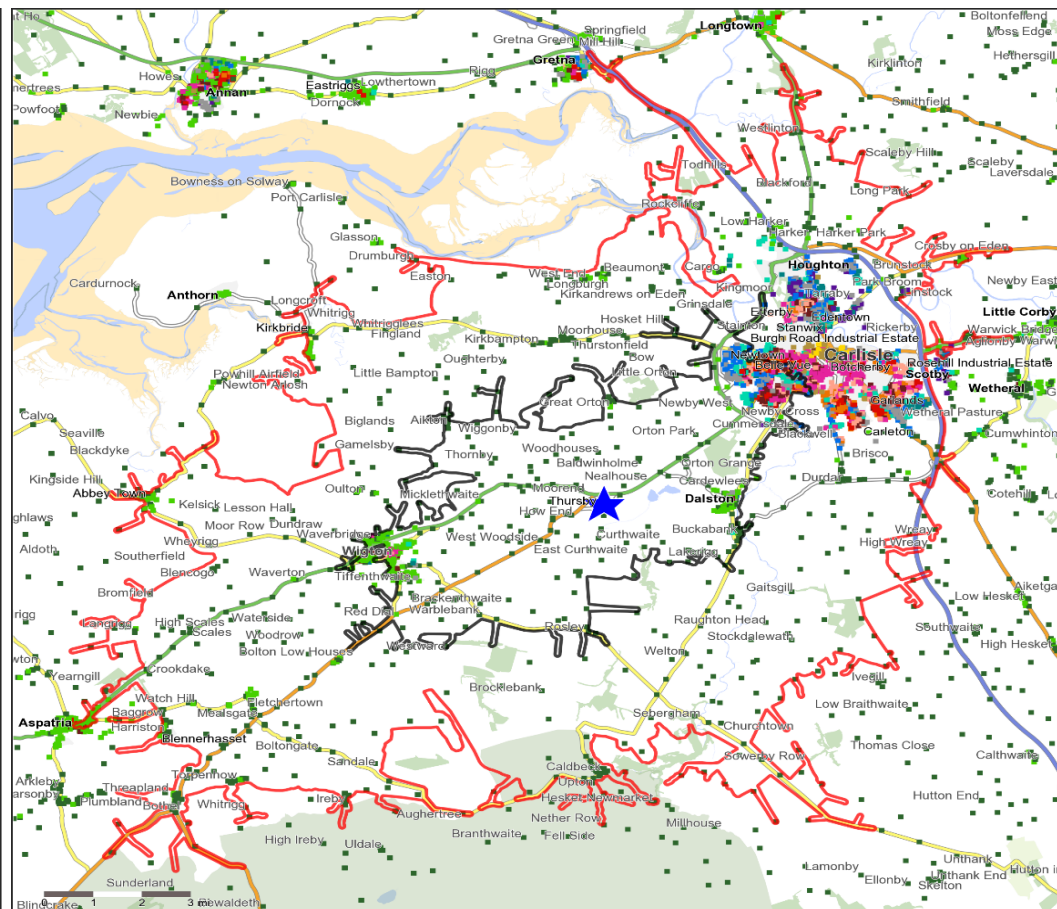 Springfield
Boltonfellend
Longtown
Moss Edge
Gretna Green
Mill Hill
Hethersgill
Gretna
Howes
Rigg
Kirklinton
Lowthertown
Eastriggs
Annan
Dornock
Powfoot
Newbie
Smithfield
Westlinton
Scaleby Hill
Todhills
Scaleby
Laversdale
Bowness on Solway
Blackford
Long Park
Port Carlisle
Rockcliffe
Low Harker
Harker
Harker Park
Glasson
Crosby on Eden
Drumburgh
Houghton
Brunstock
Beaumont
Cargo
West End
Easton
Longburgh
Kingmoor
Park Broom
Newby East
Cardurnock
Anthorn
Kirkandrews on Eden
Tarraby
Linstock
Longcroft
Grinsdale
Whitrigg
Etterby
Edentown
Little Corby
Hosket Hill
Kirkbride
Whitrigglees
Stainton
Stanwix
Rickerby
Warwick Bridge
Fingland
Moorhouse
Kirkbampton
Burgh Road Industrial Estate
Aglionby
Thurstonfield
Oughterby
Bow
Newtown
Carlisle
Rosehill Industrial Estate
Belle Vue
Botcherby
Powhill Airfield
Little Bampton
Little Orton
Scotby
Newton Arlosh
Wetheral
Great Orton
Newby West
Garlands
Biglands
Newby Cross
Wetheral Pasture
Calvo
Aikton
Cummersdale
Wiggonby
Orton Park
Blackwell
Carleton
Seaville
Cumwhinton
Gamelsby
Woodhouses
Blackdyke
Thornby
Brisco
Baldwinholme
Orton Grange
Nealhouse
Kingside Hill
Durdar
Cardewlees
Oulton
Moorend
Abbey Town
Micklethwaite
Cotehill
Thursby
Dalston
Kelsick
Lesson Hall
How End
Moor Row
Dundraw
Waverbridge
Wreay
Buckabank
West Woodside
Curthwaite
High Wreay
Wheyrigg
Wigton
Aldoth
East Curthwaite
Southerfield
Lakerigg
Waverton
Tiffenthwaite
Blencogo
Gaitsgill
Bromfield
Brackenthwaite
Low Hesket
Red Dial
Warblebank
High Scales
Waterside
Raughton Head
Langrigg
Scales
Rosley
Southwaite
Woodrow
Stockdalewath
Westward
Bolton Low Houses
High Hesket
Crookdake
Welton
Yearngill
Ivegill
Brocklebank
Watch Hill
Fletchertown
Low Braithwaite
Baggrow
Mealsgate
Sebergham
Aspatria
Harriston
Churchtown
Blennerhasset
Boltongate
Thomas Close
Sowerby Row
Calthwaite
Sandale
Caldbeck
Torpenhow
Arkleby
Upton
Threapland
Hutton End
Plumbland
Bothel
Whitrigg
Ireby
Hesket Newmarket
Aughertree
Nether Row
Millhouse
Branthwaite
Fell Side
High Ireby
Uldale
Unthank
Lamonby
Unthank End
Sunderland
Ellonby
Skelton
0 1 2 3 mi
Blindcrake
Bewaldeth